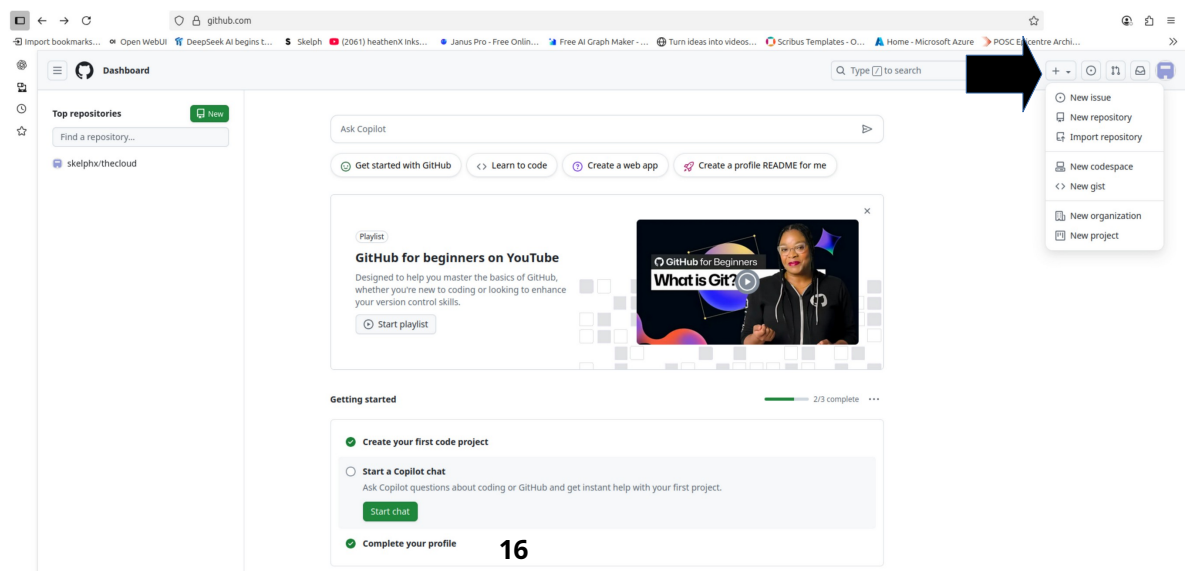 github.com
Import bookmarks... OI Open WebUI DeepSeek AI begins t... S Skelph (2061) heathenX Inks... Janus Pro - Free Onlin... Free AI Graph Maker - ... Turn ideas into videos... Scribus Templates - O... Home - Microsoft Azure POSC Epicentre Archi...
Dashboard
Type / to search
Top repositories
New
Find a repository...
skelphx/thecloud
Ask Copilot
Get started with GitHub
Learn to code
Create a web app
Create a profile README for me
Playlist
GitHub for beginners on YouTube
Designed to help you master the basics of GitHub,
whether you're new to coding or looking to enhance
your version control skills.
Start playlist
GitHub for Beginners
What is Git?
Getting started
2/3 complete
Create your first code project
Start a Copilot chat
Ask Copilot questions about coding or GitHub and get instant help with your first project.
Start chat
Complete your profile
16
New issue
New repository
Import repository
New codespace
New gist
New organization
New project